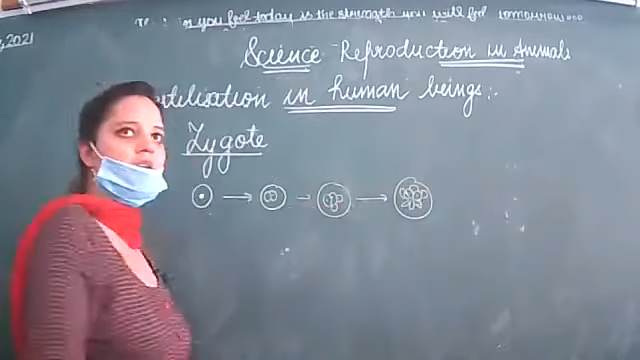 you feel today is the strength you will feel tomorrow...
2021
Science Reproduction in Animals
in human beings:
Zygote